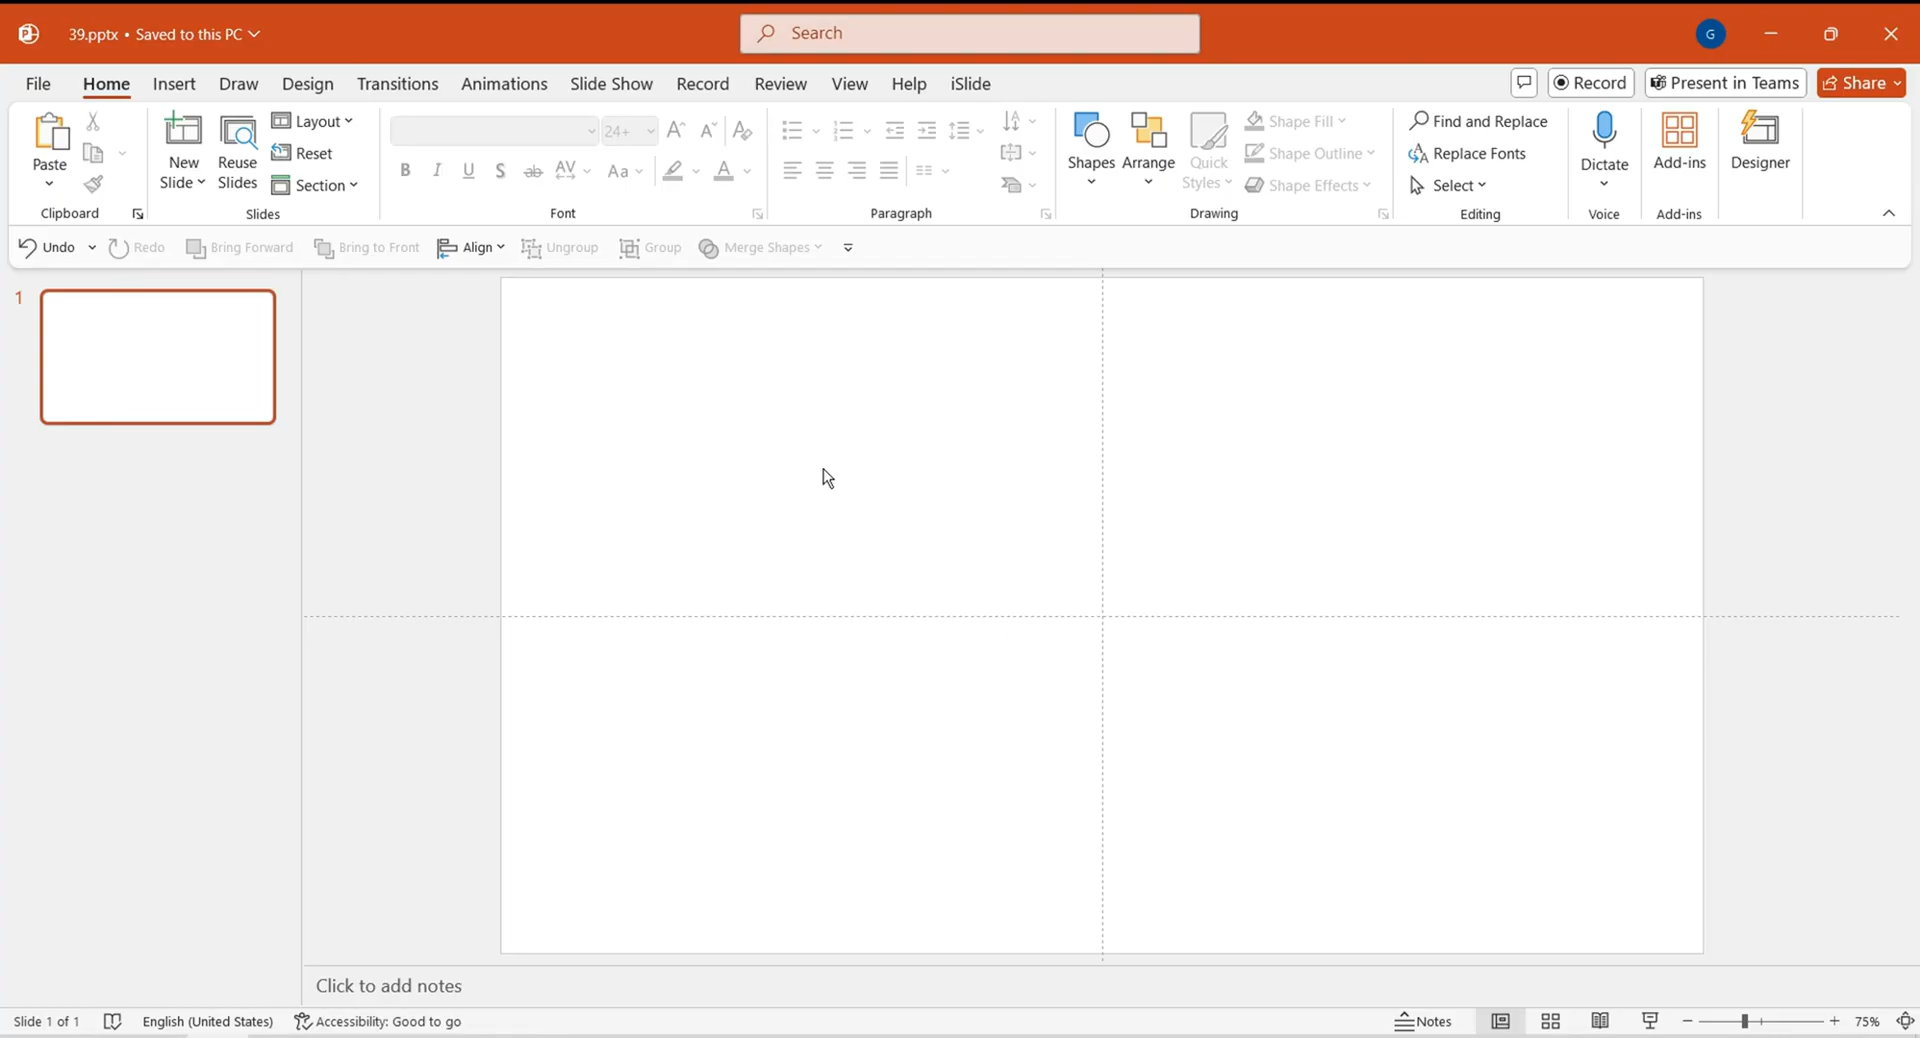 39.pptx • Saved to this PC
Search
G
File Home Insert Draw Design Transitions Animations Slide Show Record Review View Help iSlide
Record Present in Teams Share
Paste
New Slide
Reuse Slides
Layout
Reset
Section
24+
B I U S ab AV Aa A
Shapes
Arrange
Quick Styles
Shape Fill
Shape Outline
Shape Effects
Find and Replace
Replace Fonts
Select
Dictate
Add-ins
Designer
Clipboard Slides Font Paragraph Drawing Editing Voice Add-ins
Undo Redo Bring Forward Bring to Front Align Ungroup Group Merge Shapes
1
Click to add notes
Slide 1 of 1 English (United States) Accessibility: Good to go Notes 75%